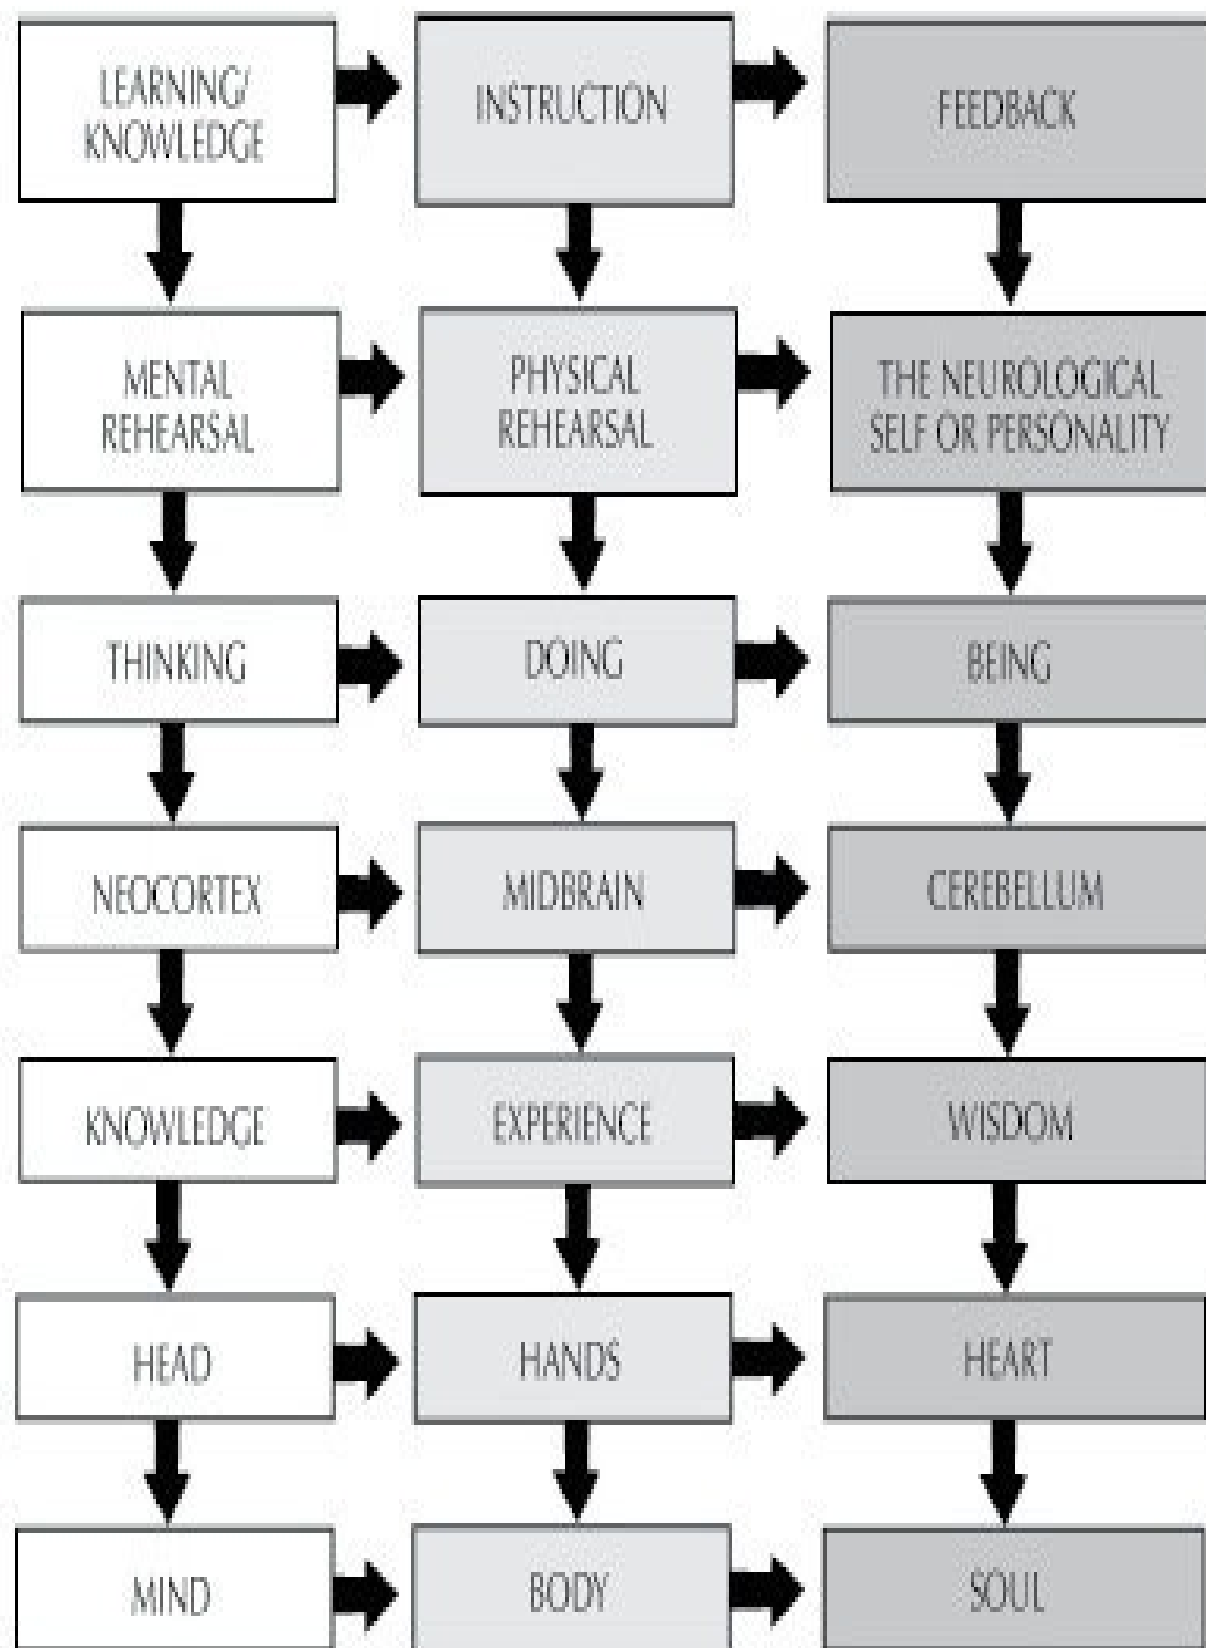 LEARNING/
KNOWLEDGE
INSTRUCTION
FEEDBACK
MENTAL
REHEARSAL
PHYSICAL
REHEARSAL
THE NEUROLOGICAL
SELF OR PERSONALITY
THINKING
DOING
BEING
NEOCORTEX
MIDBRAIN
CEREBELLUM
KNOWLEDGE
EXPERIENCE
WISDOM
HEAD
HANDS
HEART
MIND
BODY
SOUL